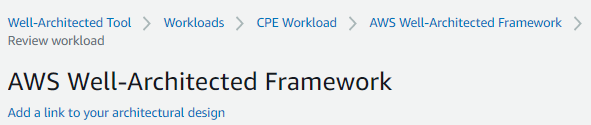 Well-Architected Tool > Workloads > CPE Workload > AWS Well-Architected Framework >
Review workload
AWS Well-Architected Framework
Add a link to your architectural design